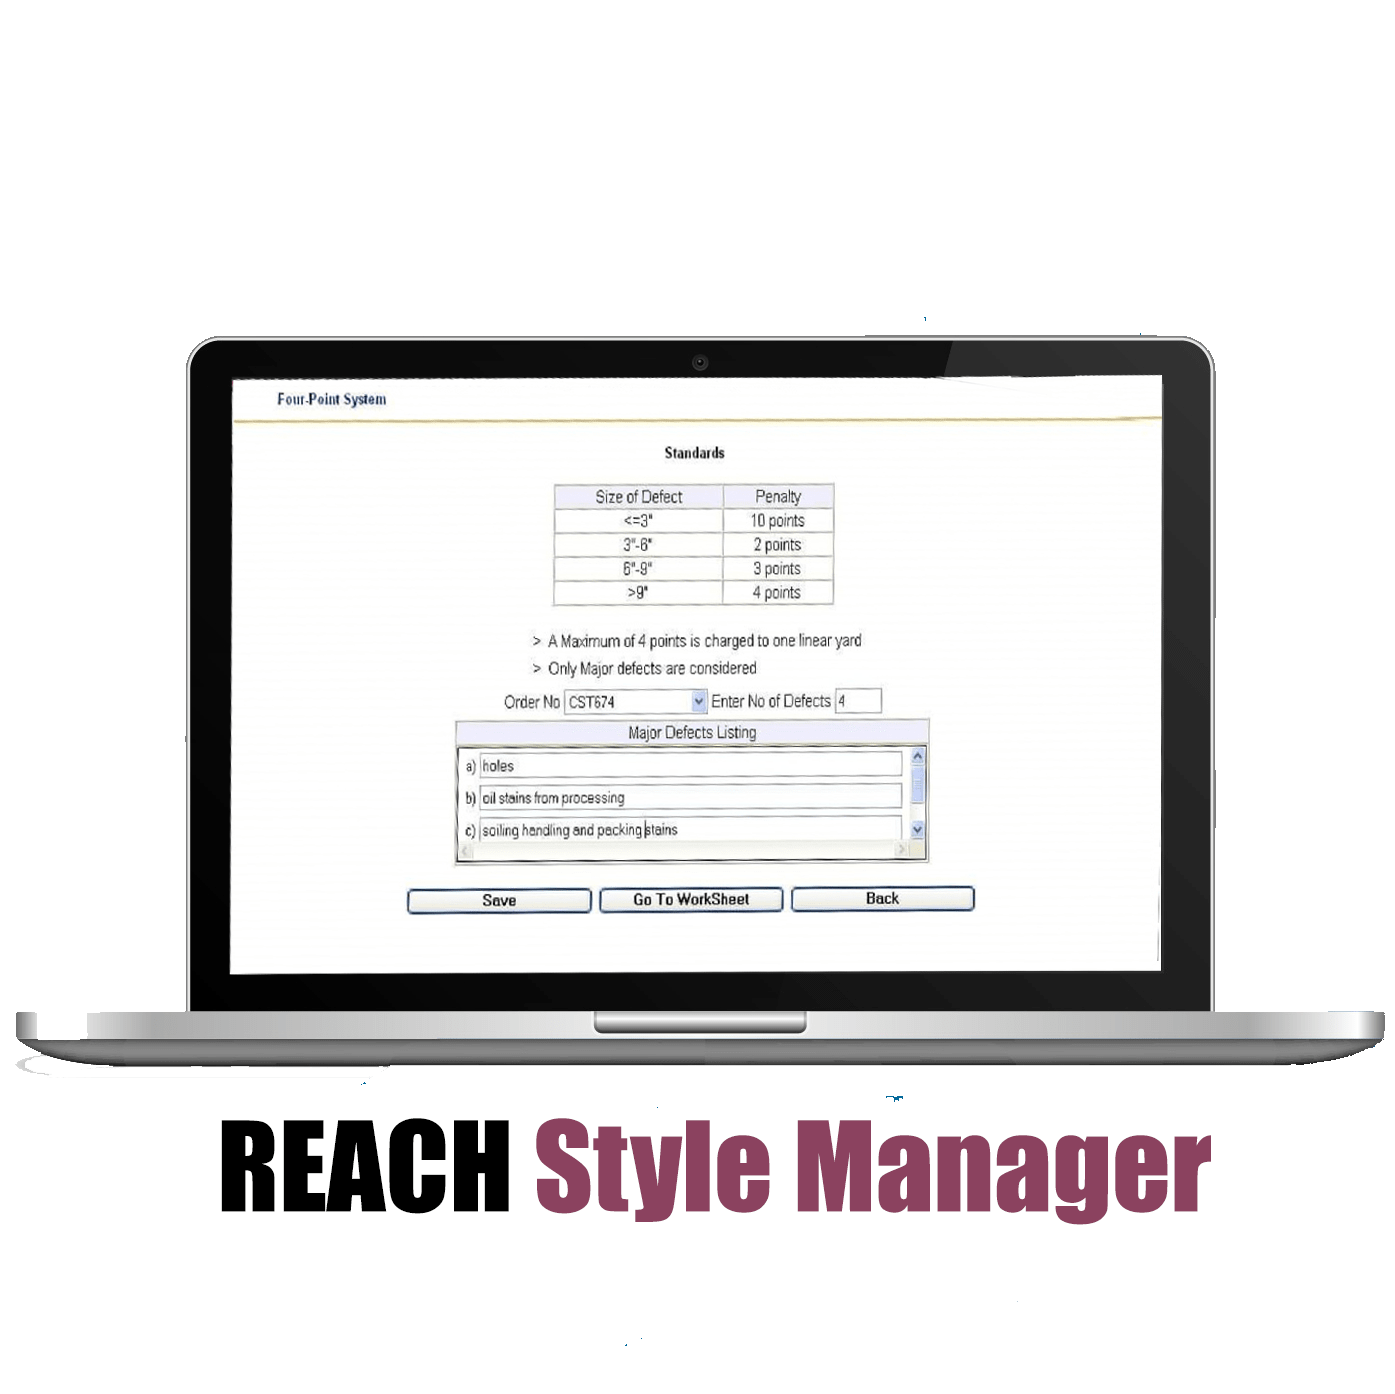 Four-Point System
Standards
Size of Defect Penalty
<=3" 10 points
3"-6" 2 points
6"-9" 3 points
>9" 4 points
> A Maximum of 4 points is charged to one linear yard
> Only Major defects are considered
Order No CST674 Enter No of Defects 4
Major Defects Listing
a) holes
b) oil stains from processing
c) soiling handling and packing stains
Save Go To WorkSheet Back
REACH Style Manager